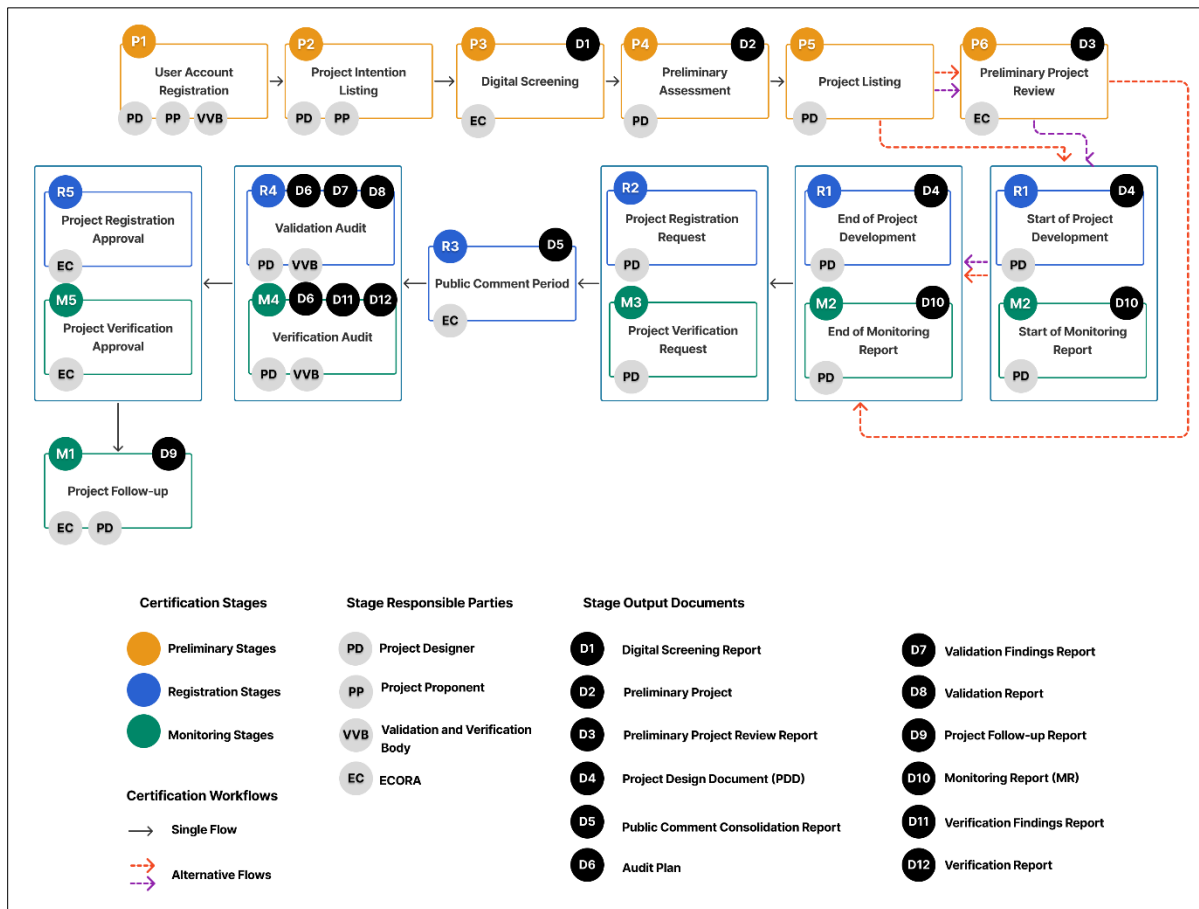 P1
User Account
Registration
PD PP VVB
P2
Project Intention
Listing
PD PP
P3 D1
Digital Screening
EC
P4 D2
Preliminary
Assessment
PD
P5
Project Listing
PD
P6 D3
Preliminary Project
Review
EC
R5
Project Registration
Approval
EC
M5
Project Verification
Approval
EC
R4 D6 D7 D8
Validation Audit
PD VVB
M4 D6 D11 D12
Verification Audit
PD VVB
R3 D5
Public Comment Period
EC
R2
Project Registration
Request
PD
M3
Project Verification
Request
PD
R1 D4
End of Project
Development
PD
M2 D10
End of Monitoring
Report
PD
R1 D4
Start of Project
Development
PD
M2 D10
Start of Monitoring
Report
PD
M1 D9
Project Follow-up
EC PD
Certification Stages
Preliminary Stages
Registration Stages
Monitoring Stages
Certification Workflows
Single Flow
Alternative Flows
Stage Responsible Parties
PD Project Designer
PP Project Proponent
VVB Validation and Verification
Body
EC ECORA
Stage Output Documents
D1 Digital Screening Report
D2 Preliminary Project
D3 Preliminary Project Review Report
D4 Project Design Document (PDD)
D5 Public Comment Consolidation Report
D6 Audit Plan
D7 Validation Findings Report
D8 Validation Report
D9 Project Follow-up Report
D10 Monitoring Report (MR)
D11 Verification Findings Report
D12 Verification Report